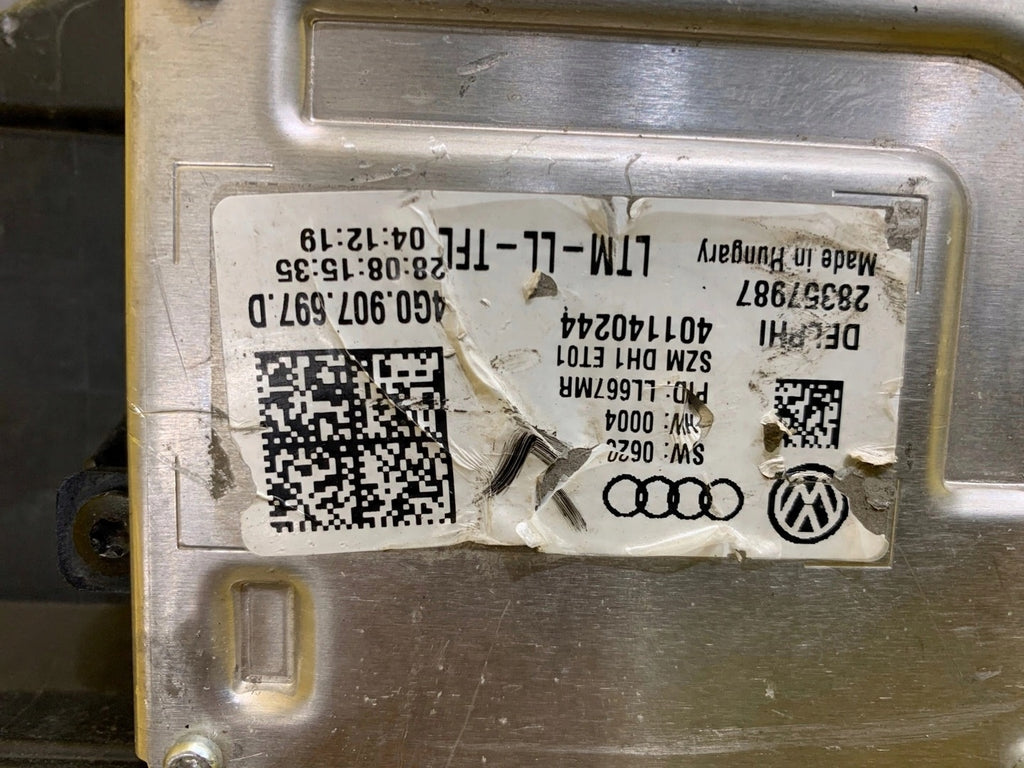 SW:
HW: 0004
PID: LL667MR
SZM DH1 ET01
DELPHI 401140244
28357987 4G0.907.697.D
28:08:15:35
Made in Hungary LTM-LL-TFL 04:12:19